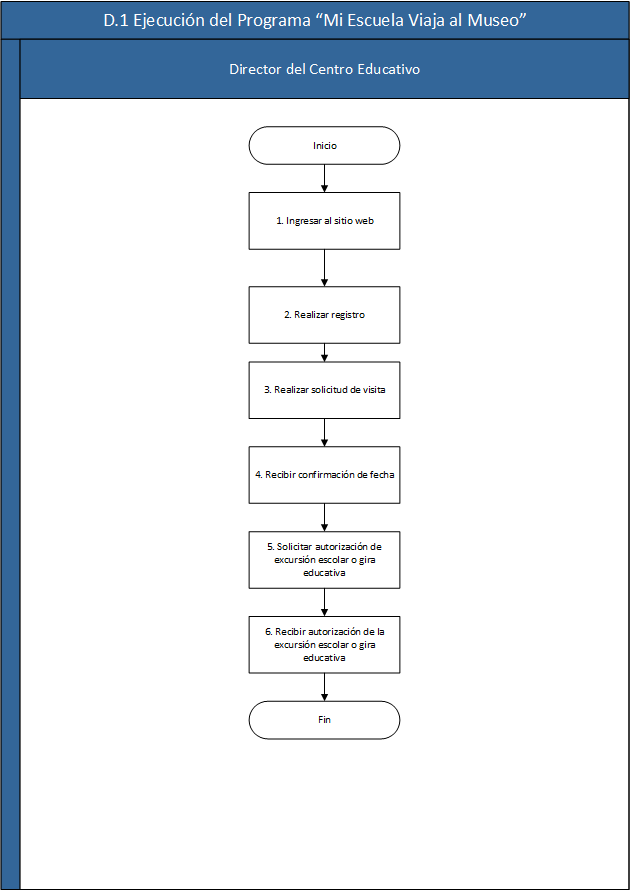 D.1 Ejecución del Programa “Mi Escuela Viaja al Museo”
Director del Centro Educativo
Inicio
1. Ingresar al sitio web
2. Realizar registro
3. Realizar solicitud de visita
4. Recibir confirmación de fecha
5. Solicitar autorización de
excursión escolar o gira
educativa
6. Recibir autorización de la
excursión escolar o gira
educativa
Fin